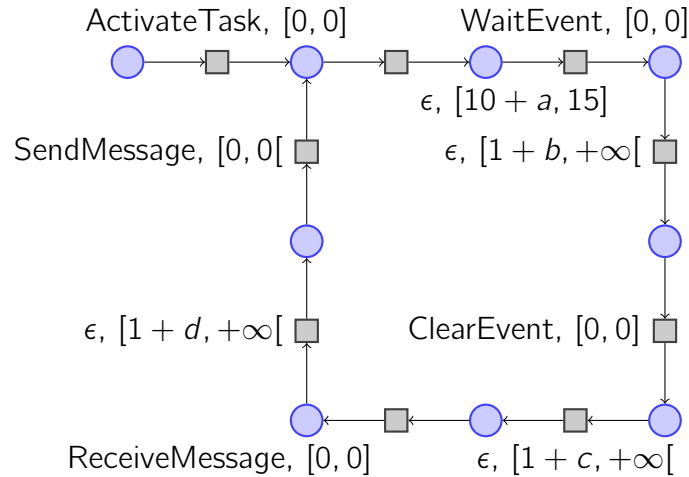 ActivateTask, [0, 0]
WaitEvent, [0, 0]
ϵ, [10 + a, 15]
SendMessage, [0, 0[
ϵ, [1 + b, +∞[
ϵ, [1 + d, +∞[
ClearEvent, [0, 0]
ReceiveMessage, [0, 0]
ϵ, [1 + c, +∞[